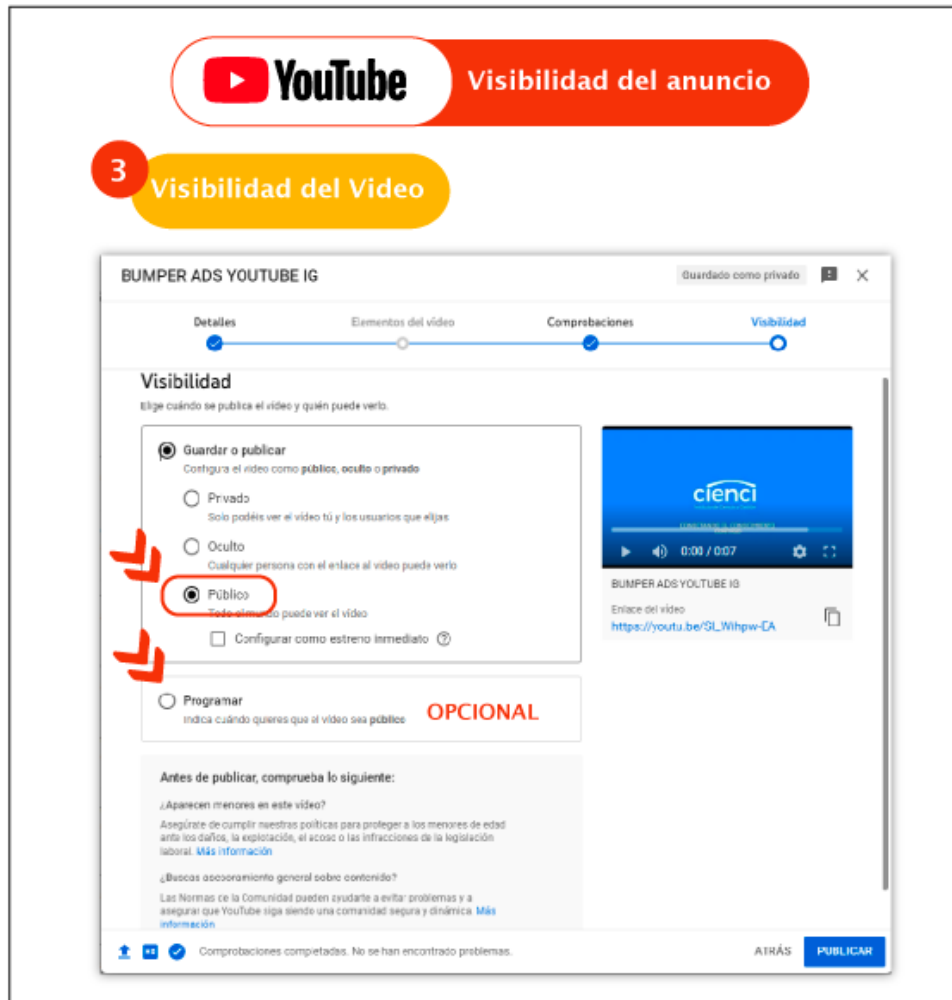 YouTube
Visibilidad del anuncio
3
Visibilidad del Video
BUMPER ADS YOUTUBE IG
Guardado como privado
Detalles
Elementos del vídeo
Comprobaciones
Visibilidad
Visibilidad
Elige cuándo se publica el vídeo y quién puede verlo.
Guardar o publicar
Configura el vídeo como público, oculto o privado
Privado
Solo podéis ver el vídeo tú y los usuarios que elijas
Oculto
Cualquier persona con el enlace al vídeo puede verlo
Público
Todo el mundo puede ver el vídeo
Configurar como estreno inmediato
Programar
Indica cuándo quieres que el vídeo sea público
OPCIONAL
cienci
0:00 / 0:07
BUMPER ADS YOUTUBE IG
Enlace del vídeo
https://youtu.be/SI_Wihpw-EA
Antes de publicar, comprueba lo siguiente:
¿Aparecen menores en este vídeo?
Asegúrate de cumplir nuestras políticas para proteger a los menores de edad
ante los daños, la explotación, el acoso o las infracciones de la legislación
laboral. Más información
¿Buscas asesoramiento general sobre contenido?
Las Normas de la Comunidad pueden ayudarte a evitar problemas y a
asegurar que YouTube siga siendo una comunidad segura y dinámica. Más
información
Comprobaciones completadas. No se han encontrado problemas.
ATRÁS
PUBLICAR